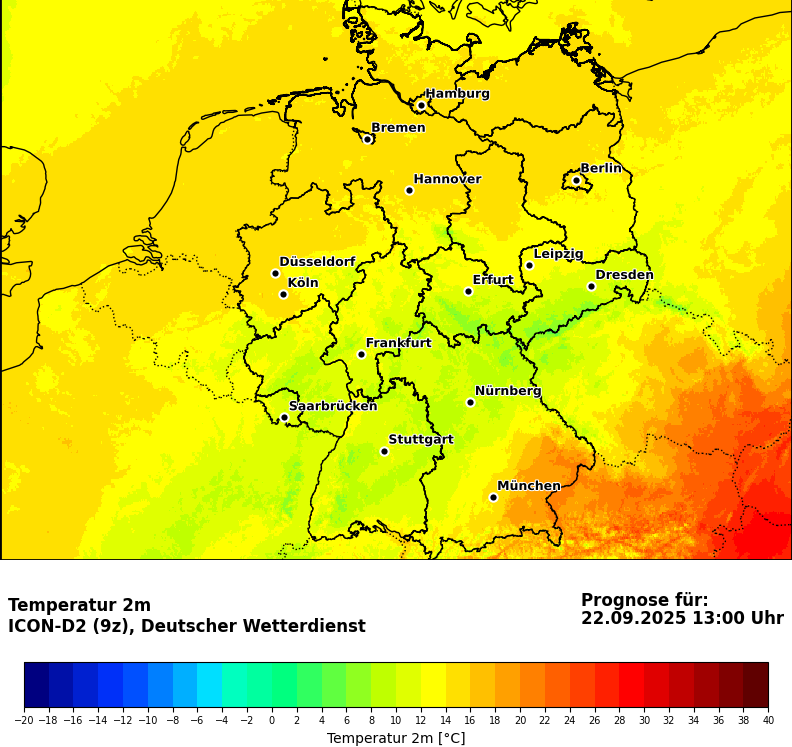 Hamburg
Bremen
Berlin
Hannover
Leipzig
Düsseldorf
Dresden
Köln
Erfurt
Frankfurt
Nürnberg
Saarbrücken
Stuttgart
München
Temperatur 2m
ICON-D2 (9z), Deutscher Wetterdienst
Prognose für:
22.09.2025 13:00 Uhr
−20 −18 −16 −14 −12 −10 −8 −6 −4 −2 0 2 4 6 8 10 12 14 16 18 20 22 24 26 28 30 32 34 36 38 40
Temperatur 2m [°C]